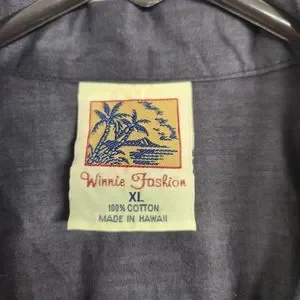 Winnie Fashion
XL
100% COTTON
MADE IN HAWAII